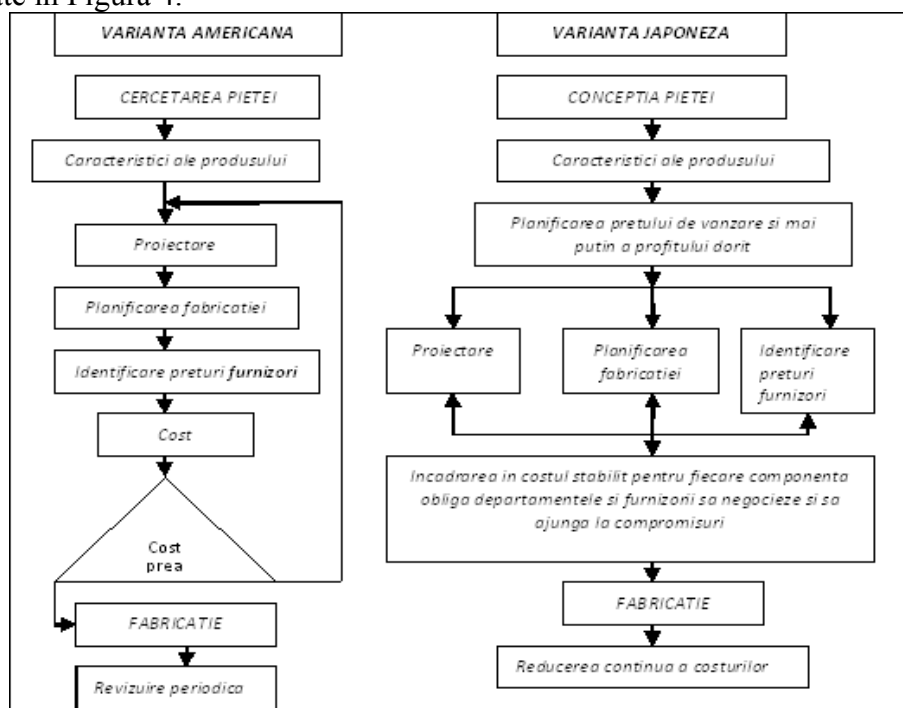 ate in Figura 4.
VARIANTA AMERICANA
CERCETAREA PIETEI
Caracteristici ale produsului
Proiectare
Planificarea fabricatiei
Identificare preturi furnizori
Cost
Cost
prea
FABRICATIE
Revizuire periodica
VARIANTA JAPONEZA
CONCEPTIA PIETEI
Caracteristici ale produsului
Planificarea pretului de vanzare si mai
putin a profitului dorit
Proiectare
Planificarea
fabricatiei
Identificare
preturi
furnizori
Incadrarea in costul stabilit pentru fiecare componenta
obliga departamentele si furnizorii sa negocieze si sa
ajunga la compromisuri
FABRICATIE
Reducerea continua a costurilor